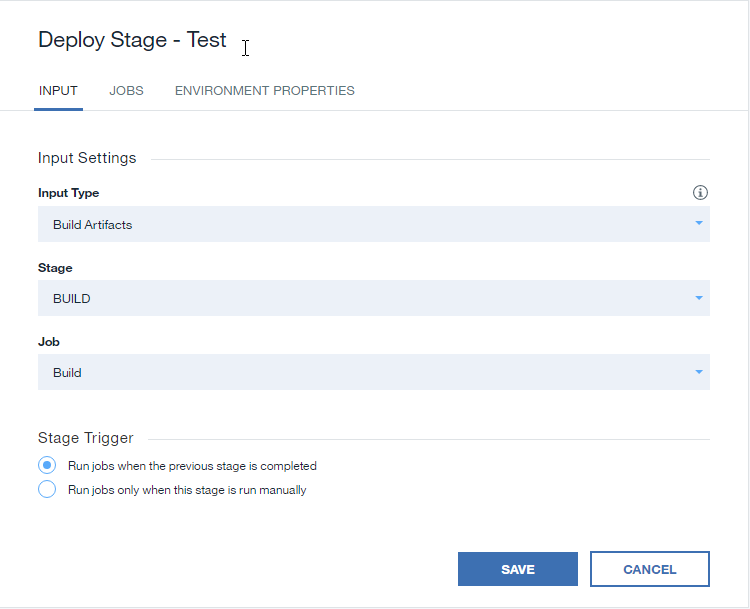 Deploy Stage - Test
INPUT JOBS ENVIRONMENT PROPERTIES
Input Settings
Input Type
Build Artifacts
Stage
BUILD
Job
Build
Stage Trigger
Run jobs when the previous stage is completed
Run jobs only when this stage is run manually
SAVE CANCEL